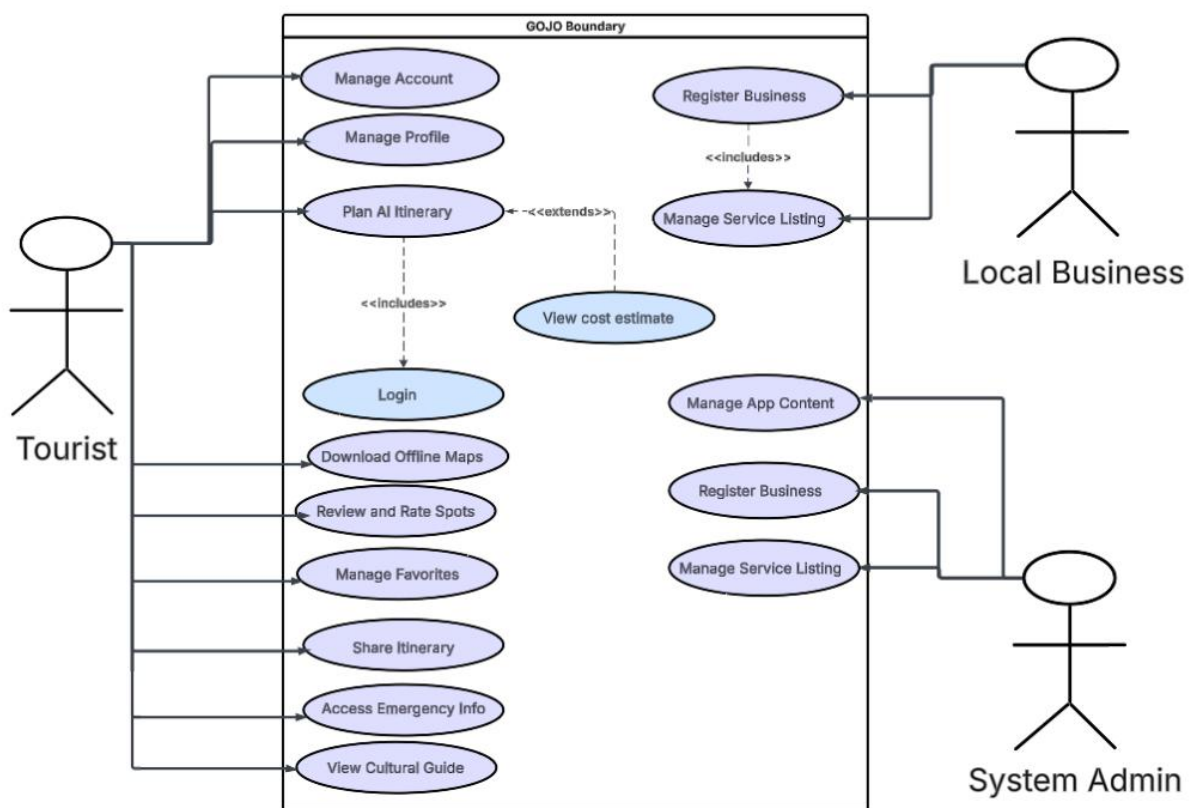 GOJO Boundary
Manage Account
Manage Profile
Plan AI Itinerary
<<extends>>
<<includes>>
View cost estimate
Login
Download Offline Maps
Review and Rate Spots
Manage Favorites
Share Itinerary
Access Emergency Info
View Cultural Guide
Tourist
Register Business
<<includes>>
Manage Service Listing
Local Business
Manage App Content
Register Business
Manage Service Listing
System Admin